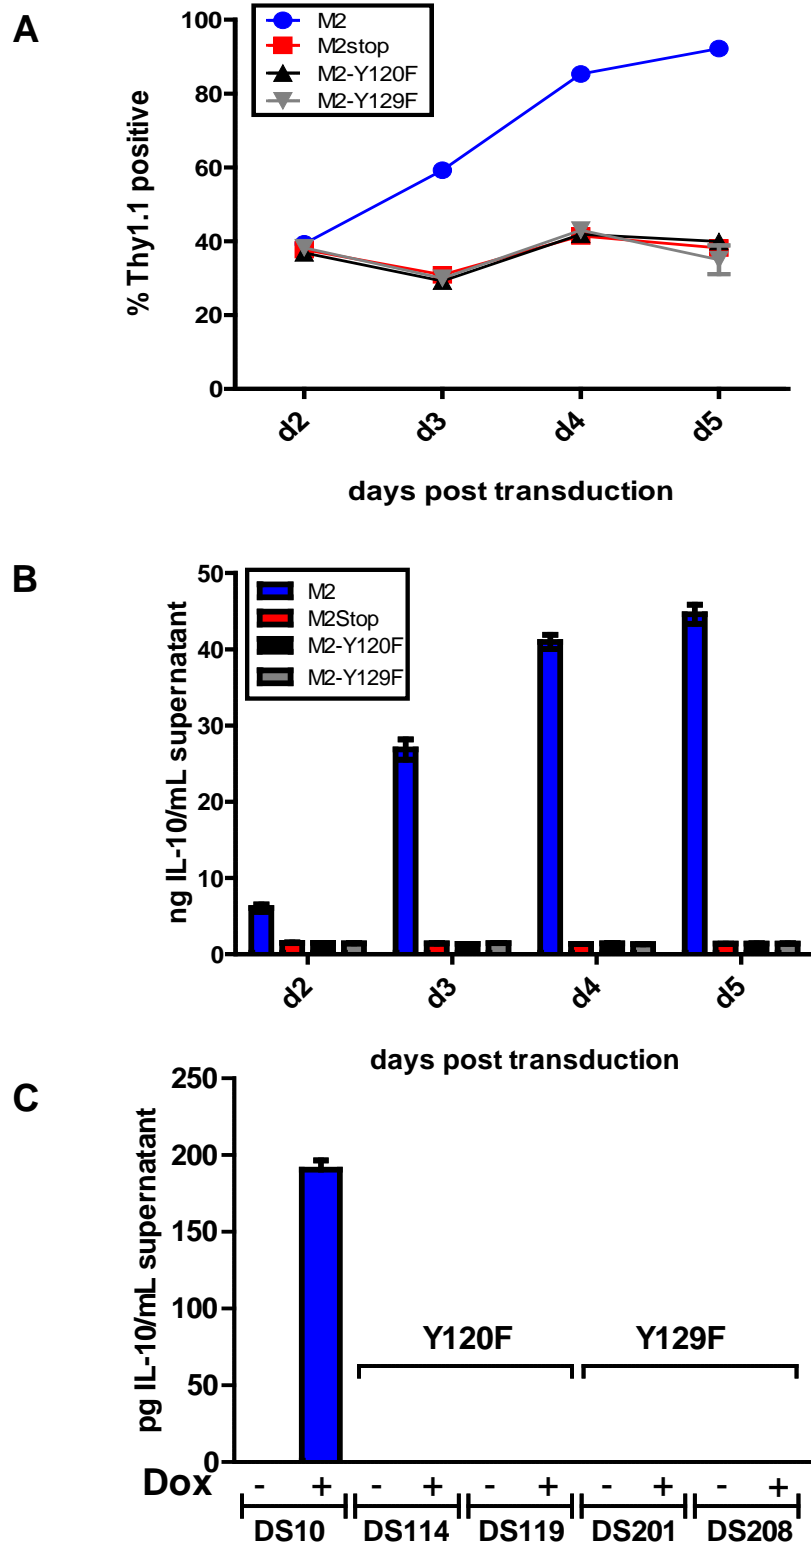 A
100
80
60
40
20
0
% Thy1.1 positive
M2
M2stop
M2-Y120F
M2-Y129F
d2 d3 d4 d5
days post transduction
B
50
40
30
20
10
0
ng IL-10/mL supernatant
M2
M2Stop
M2-Y120F
M2-Y129F
d2 d3 d4 d5
days post transduction
C
250
200
150
100
50
0
pg IL-10/mL supernatant
Y120F Y129F
Dox - + - + - + - + - +
DS10 DS114 DS119 DS201 DS208